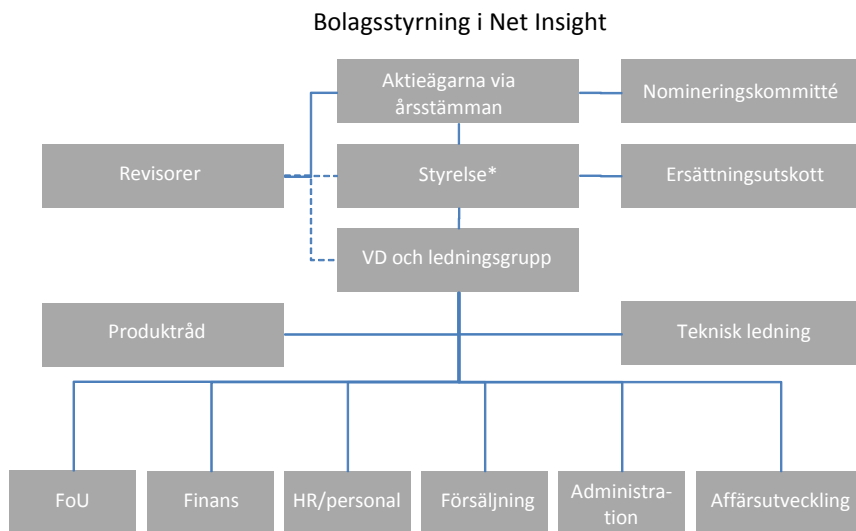 Bolagsstyrning i Net Insight
Aktieägarna via
årsstämman
Nomineringskommitté
Revisorer
Styrelse*
Ersättningsutskott
VD och ledningsgrupp
Produktråd
Teknisk ledning
FoU
Finans
HR/personal
Försäljning
Administra-
tion
Affärsutveckling